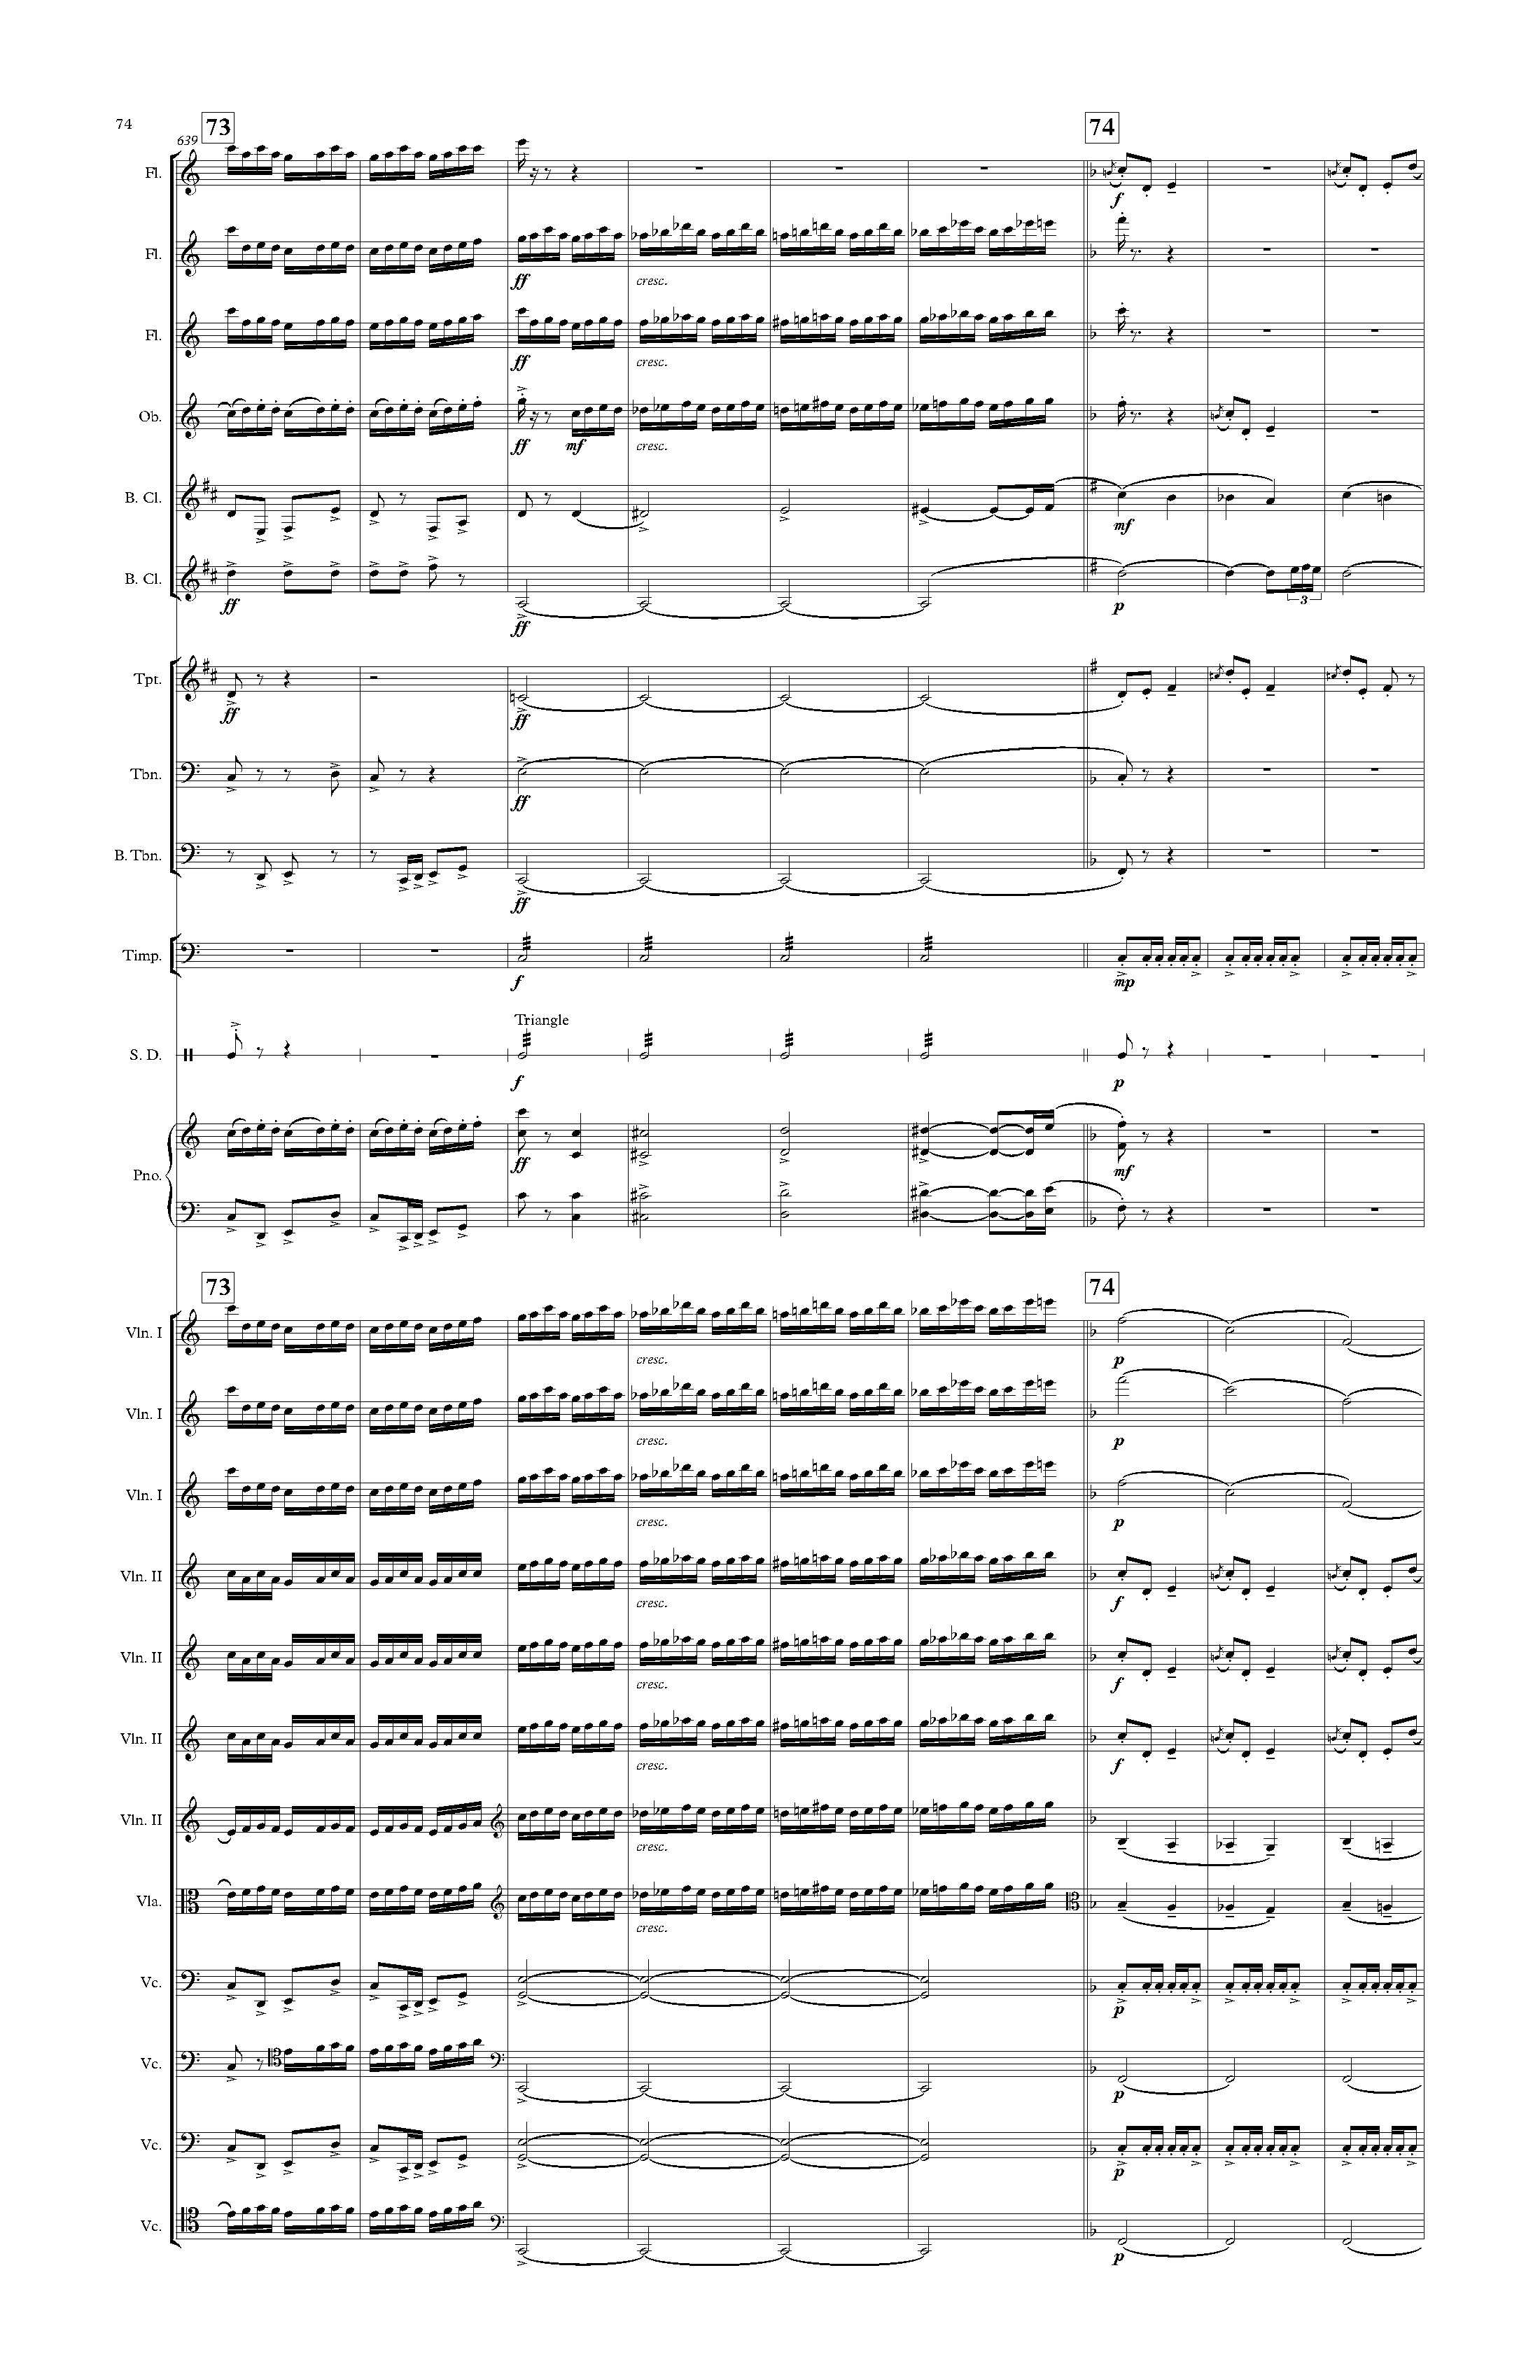 74
73
74
639
Fl.
f
Fl.
ff
cresc.
Fl.
ff
cresc.
Ob.
ff
mf
cresc.
B. Cl.
mf
B. Cl.
ff
ff
p
3
Tpt.
ff
ff
Tbn.
ff
B. Tbn.
ff
Timp.
f
mp
Triangle
S. D.
f
p
ff
mf
Pno.
73
74
Vln. I
cresc.
p
Vln. I
cresc.
p
Vln. I
cresc.
p
Vln. II
cresc.
f
Vln. II
cresc.
f
Vln. II
cresc.
f
Vln. II
cresc.
Vla.
cresc.
Vc.
p
Vc.
p
Vc.
p
Vc.
p